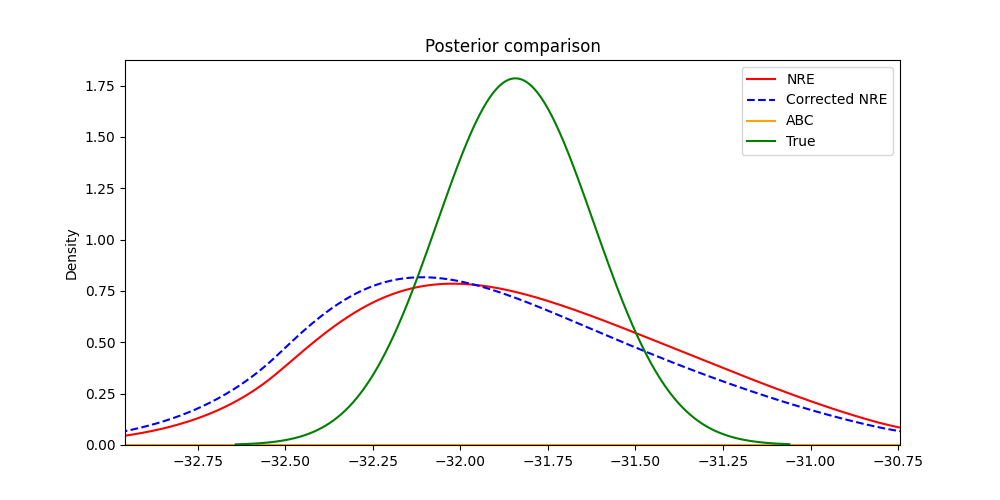 Posterior comparison
NRE
Corrected NRE
ABC
True
Density
1.75
1.50
1.25
1.00
0.75
0.50
0.25
0.00
−32.75
−32.50
−32.25
−32.00
−31.75
−31.50
−31.25
−31.00
−30.75